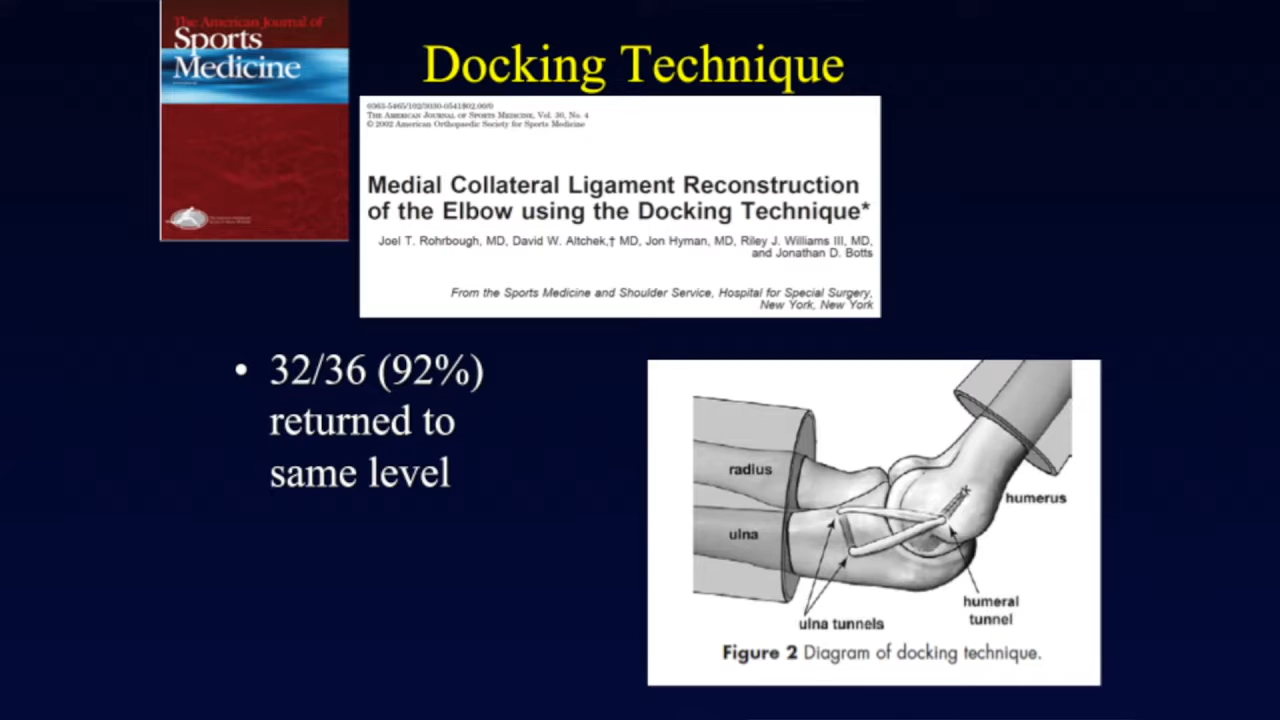 The American Journal of
Sports
Medicine
Docking Technique
0363-5465/102/3030-0541$02.00/0
THE AMERICAN JOURNAL OF SPORTS MEDICINE, Vol. 30, No. 4
© 2002 American Orthopaedic Society for Sports Medicine
Medial Collateral Ligament Reconstruction
of the Elbow using the Docking Technique*
Joel T. Rohrbough, MD, David W. Altchek,† MD, Jon Hyman, MD, Riley J. Williams III, MD,
and Jonathan D. Botts
From the Sports Medicine and Shoulder Service, Hospital for Special Surgery,
New York, New York
• 32/36 (92%)
returned to
same level
radius
humerus
ulna
humeral
tunnel
ulna tunnels
Figure 2 Diagram of docking technique.